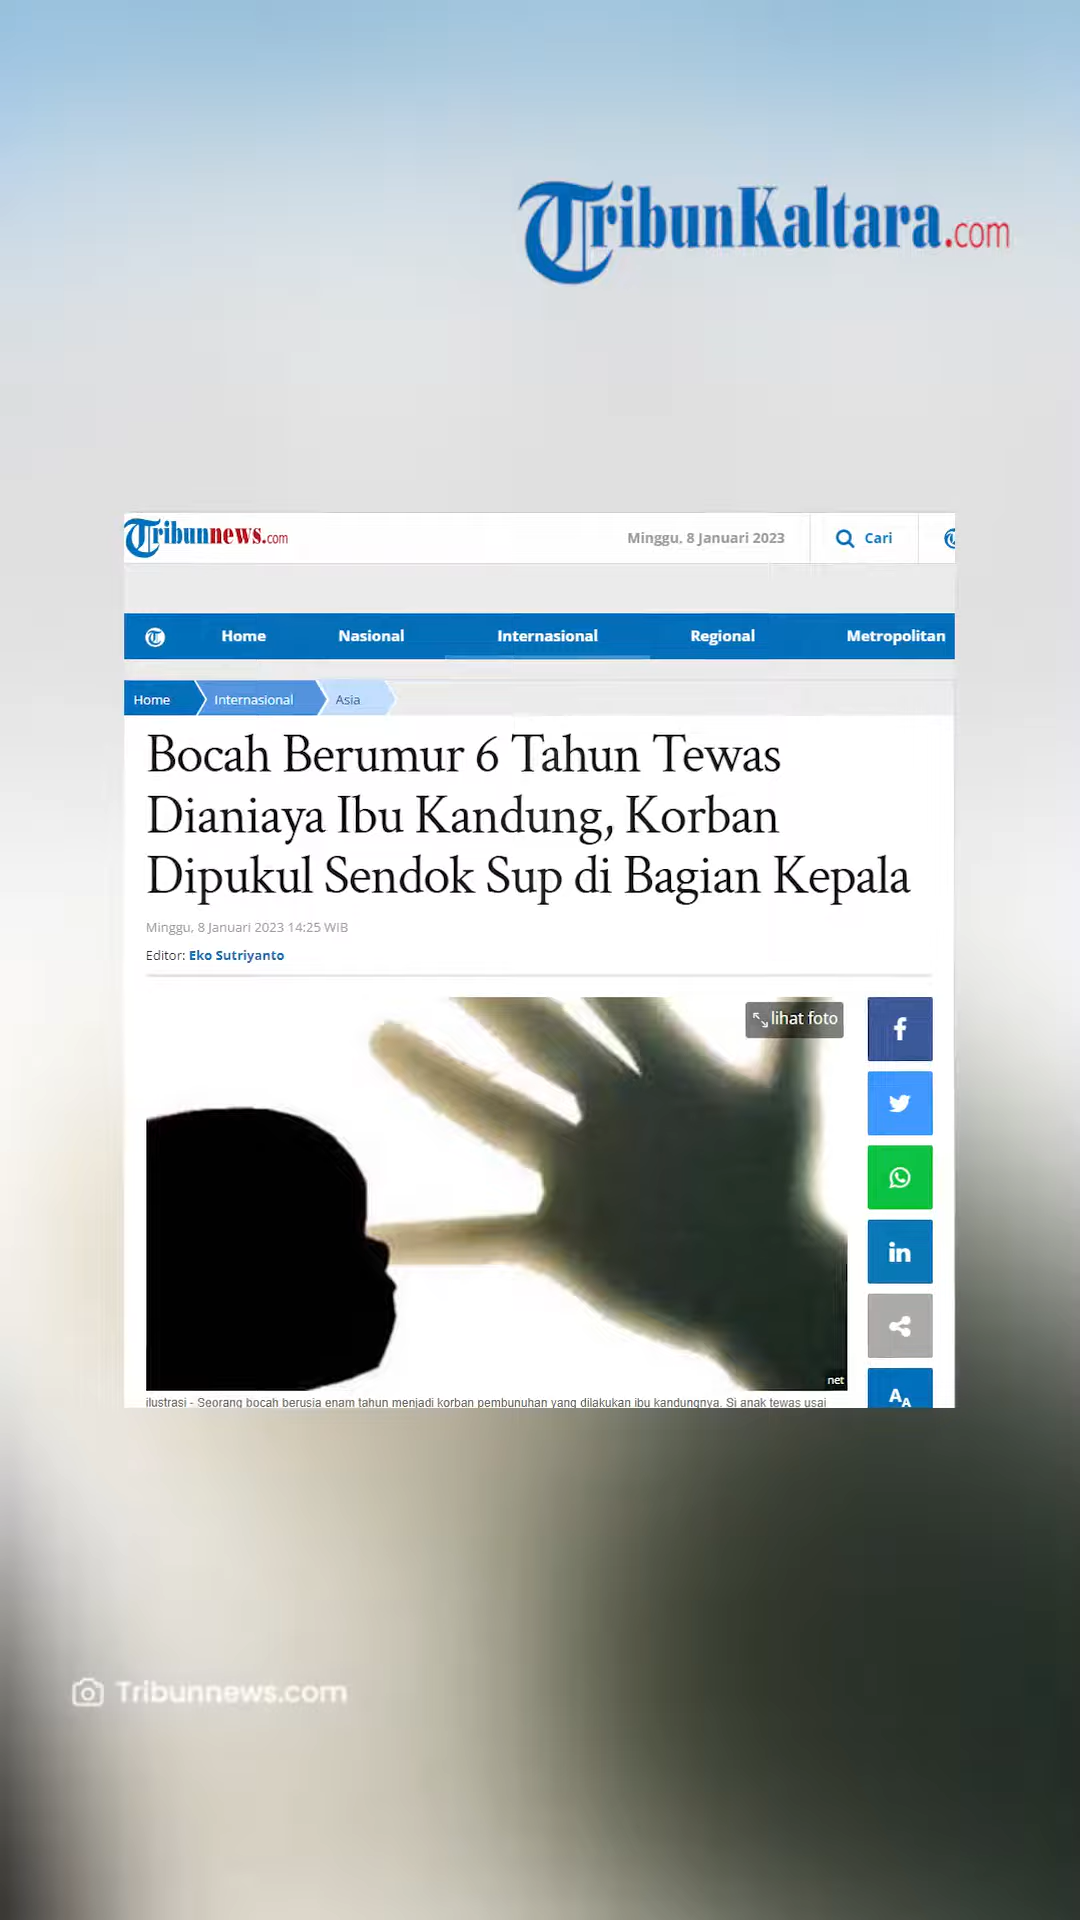 TribunKaltara.com
Tribunnews.com
Minggu, 8 Januari 2023
Cari
Home
Nasional
Internasional
Regional
Metropolitan
Home
Internasional
Asia
Bocah Berumur 6 Tahun Tewas
Dianiaya Ibu Kandung, Korban
Dipukul Sendok Sup di Bagian Kepala
Minggu, 8 Januari 2023 14:25 WIB
Editor: Eko Sutriyanto
lihat foto
net
AA
ilustrasi - Seorang bocah berusia enam tahun menjadi korban pembunuhan yang dilakukan ibu kandungnya. Si anak tewas usai
Tribunnews.com